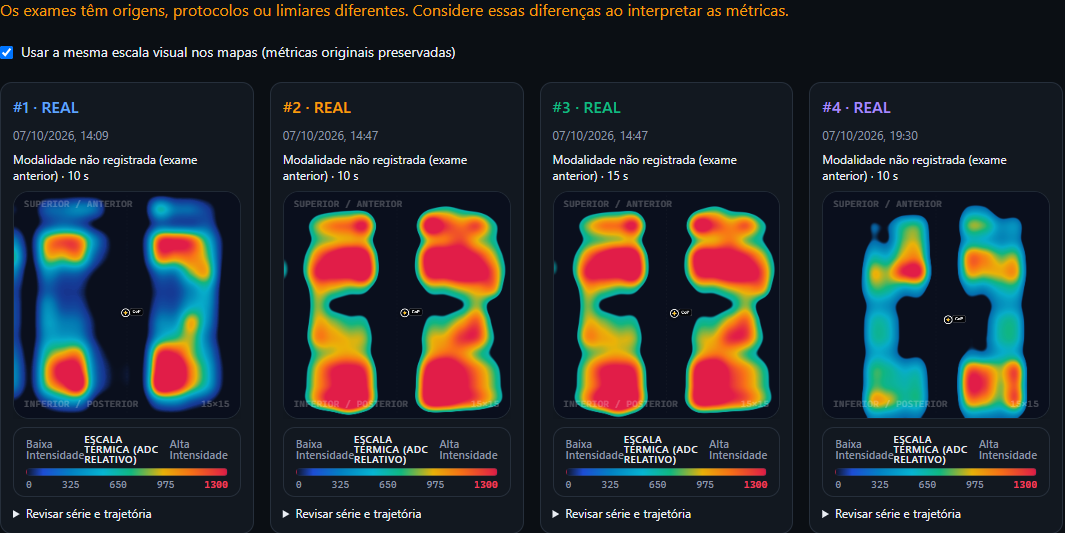 Os exames têm origens, protocolos ou limiares diferentes. Considere essas diferenças ao interpretar as métricas.
Usar a mesma escala visual nos mapas (métricas originais preservadas)
#1 · REAL
07/10/2026, 14:09
Modalidade não registrada (exame
anterior) · 10 s
SUPERIOR / ANTERIOR
CoP
INFERIOR / POSTERIOR
15×15
Baixa
Intensidade
ESCALA
TÉRMICA (ADC
RELATIVO)
Alta
Intensidade
0 325 650 975 1300
Revisar série e trajetória
#2 · REAL
07/10/2026, 14:47
Modalidade não registrada (exame
anterior) · 10 s
SUPERIOR / ANTERIOR
CoP
INFERIOR / POSTERIOR
15×15
Baixa
Intensidade
ESCALA
TÉRMICA (ADC
RELATIVO)
Alta
Intensidade
0 325 650 975 1300
Revisar série e trajetória
#3 · REAL
07/10/2026, 14:47
Modalidade não registrada (exame
anterior) · 15 s
SUPERIOR / ANTERIOR
CoP
INFERIOR / POSTERIOR
15×15
Baixa
Intensidade
ESCALA
TÉRMICA (ADC
RELATIVO)
Alta
Intensidade
0 325 650 975 1300
Revisar série e trajetória
#4 · REAL
07/10/2026, 19:30
Modalidade não registrada (exame
anterior) · 10 s
SUPERIOR / ANTERIOR
CoP
INFERIOR / POSTERIOR
Baixa
Intensidade
ESCALA
TÉRMICA (ADC
RELATIVO)
Alta
Intensidade
0 325 650 975 1300
Revisar série e trajetória